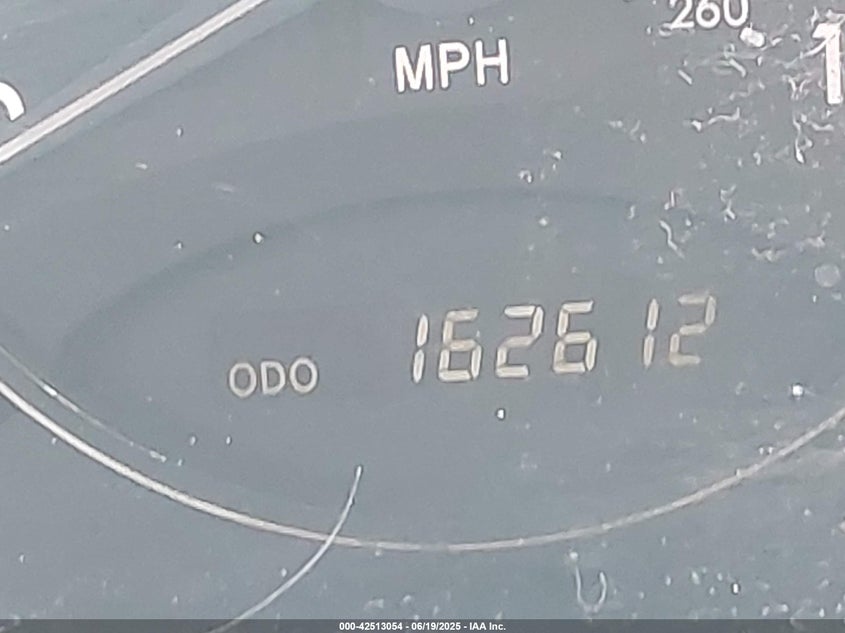 260
MPH
ODO 162612
000-42513054 - 06/19/2025 - IAA Inc.